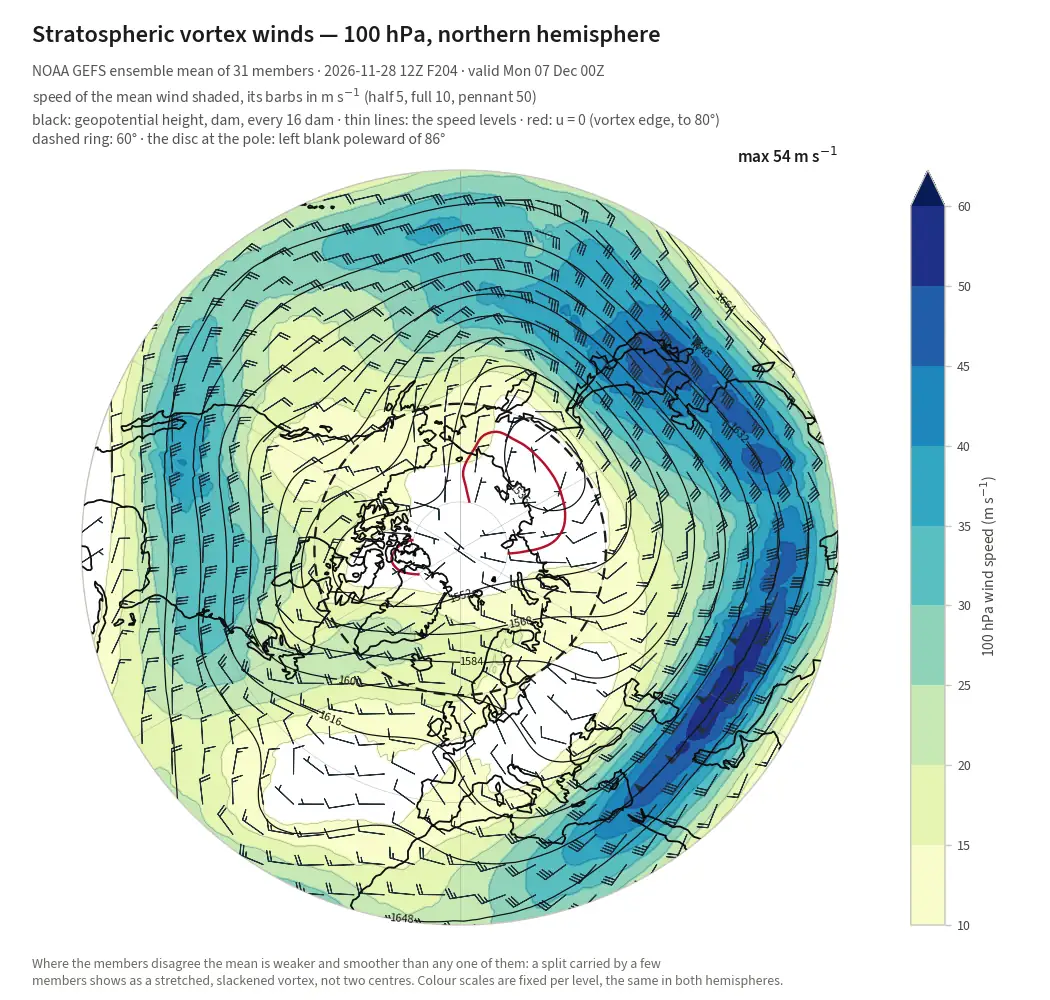 Stratospheric vortex winds — 100 hPa, northern hemisphere
NOAA GEFS ensemble mean of 31 members · 2026-11-28 12Z F204 · valid Mon 07 Dec 00Z
speed of the mean wind shaded, its barbs in m s−1 (half 5, full 10, pennant 50)
black: geopotential height, dam, every 16 dam · thin lines: the speed levels · red: u = 0 (vortex edge, to 80°)
dashed ring: 60° · the disc at the pole: left blank poleward of 86°
max 54 m s−1
60
50
45
40
35
30
25
20
15
10
100 hPa wind speed (m s−1)
1664
1648
1632
1568
1584
1616
1648
Where the members disagree the mean is weaker and smoother than any one of them: a split carried by a few
members shows as a stretched, slackened vortex, not two centres. Colour scales are fixed per level, the same in both hemispheres.